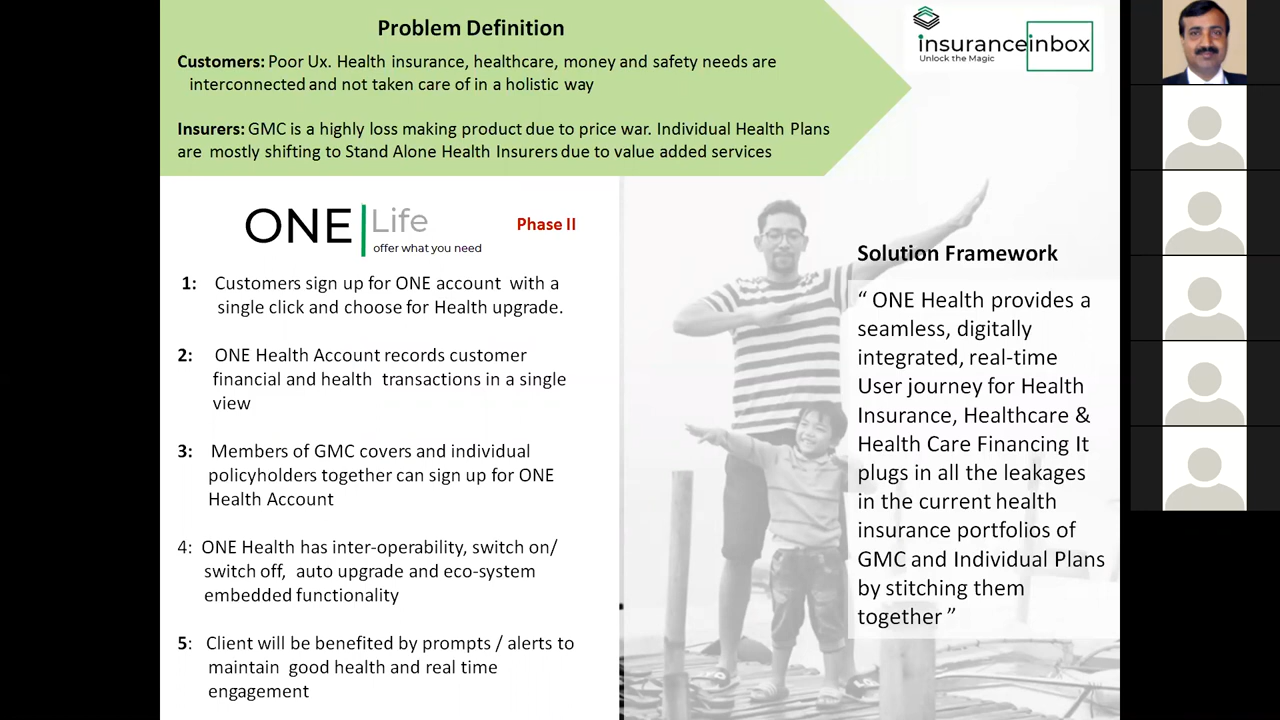 Problem Definition
insuranceinbox
Unlock the Magic
Customers: Poor Ux. Health insurance, healthcare, money and safety needs are
interconnected and not taken care of in a holistic way
Insurers: GMC is a highly loss making product due to price war. Individual Health Plans
are mostly shifting to Stand Alone Health Insurers due to value added services
ONE Life
offer what you need
Phase II
1: Customers sign up for ONE account with a
single click and choose for Health upgrade.
2: ONE Health Account records customer
financial and health transactions in a single
view
3: Members of GMC covers and individual
policyholders together can sign up for ONE
Health Account
4: ONE Health has inter-operability, switch on/
switch off, auto upgrade and eco-system
embedded functionality
5: Client will be benefited by prompts / alerts to
maintain good health and real time
engagement
Solution Framework
“ ONE Health provides a
seamless, digitally
integrated, real-time
User journey for Health
Insurance, Healthcare &
Health Care Financing It
plugs in all the leakages
in the current health
insurance portfolios of
GMC and Individual Plans
by stitching them
together ”